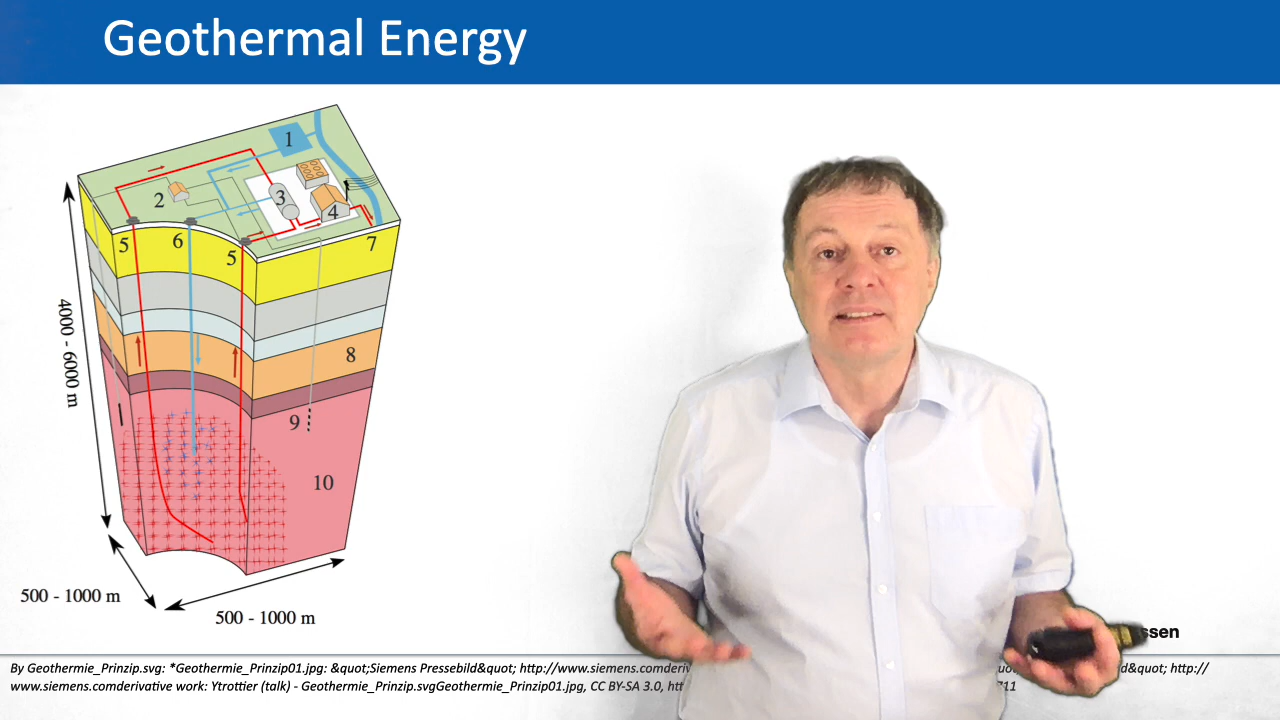 Geothermal Energy
1
2
3
4
5
6
5
7
8
9
10
4000 - 6000 m
500 - 1000 m
500 - 1000 m
ssen
By Geothermie_Prinzip.svg: *Geothermie_Prinzip01.jpg: &quot;Siemens Pressebild&quot; http://www.siemens.comderiv d&quot; http://
www.siemens.comderivative work: Ytrottier (talk) - Geothermie_Prinzip.svgGeothermie_Prinzip01.jpg, CC BY-SA 3.0, htt 711